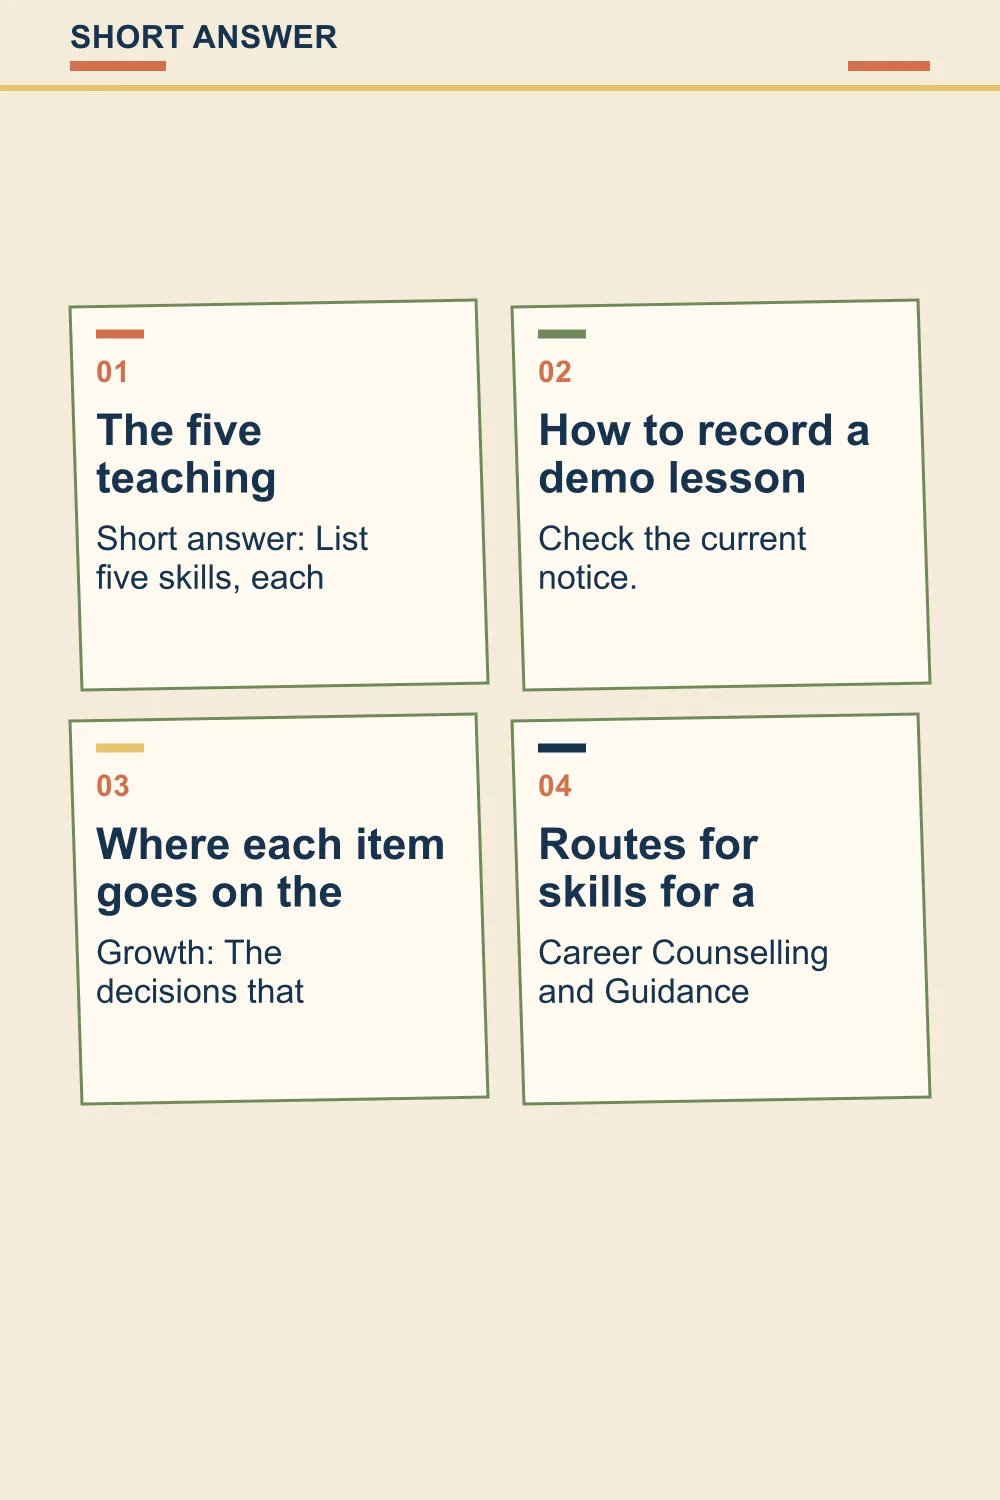 SHORT ANSWER
01
The five
teaching
Short answer: List
five skills, each
02
How to record a
demo lesson
Check the current
notice.
03
Where each item
goes on the
Growth: The
decisions that
04
Routes for
skills for a
Career Counselling
and Guidance